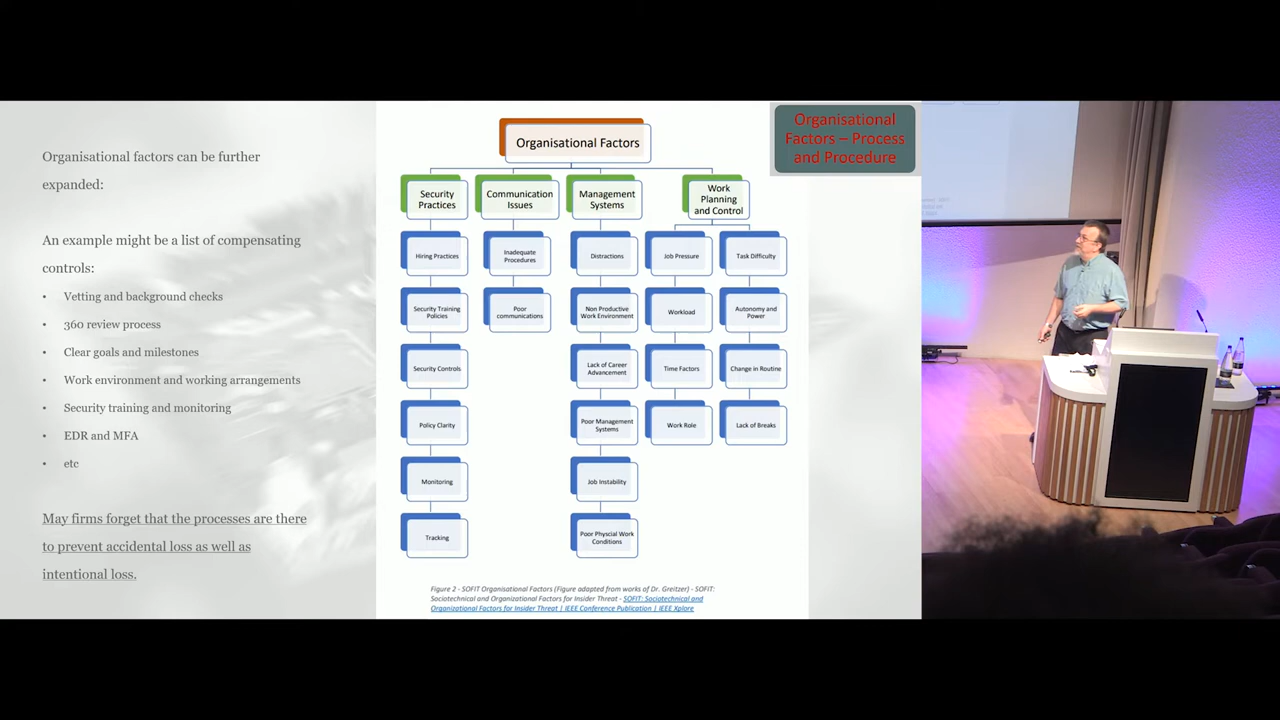 Organisational factors can be further
expanded:
An example might be a list of compensating
controls:
• Vetting and background checks
• 360 review process
• Clear goals and milestones
• Work environment and working arrangements
• Security training and monitoring
• EDR and MFA
• etc
May firms forget that the processes are there
to prevent accidental loss as well as
intentional loss.
Organisational
Factors – Process
and Procedure
Organisational Factors
Security
Practices
Communication
Issues
Management
Systems
Work
Planning
and Control
Hiring Practices
Security Training
Policies
Security Controls
Policy Clarity
Monitoring
Tracking
Inadequate
Procedures
Poor
communications
Distractions
Non Productive
Work Environment
Lack of Career
Advancement
Poor Management
Systems
Job Instability
Poor Physcial Work
Conditions
Job Pressure
Workload
Time Factors
Work Role
Task Difficulty
Autonomy and
Power
Change in Routine
Lack of Breaks
Figure 2 - SOFIT Organisational Factors (Figure adapted from works of Dr. Greitzer) - SOFIT:
Sociotechnical and Organizational Factors for Insider Threat - SOFIT: Sociotechnical and
Organizational Factors for Insider Threat | IEEE Conference Publication | IEEE Xplore